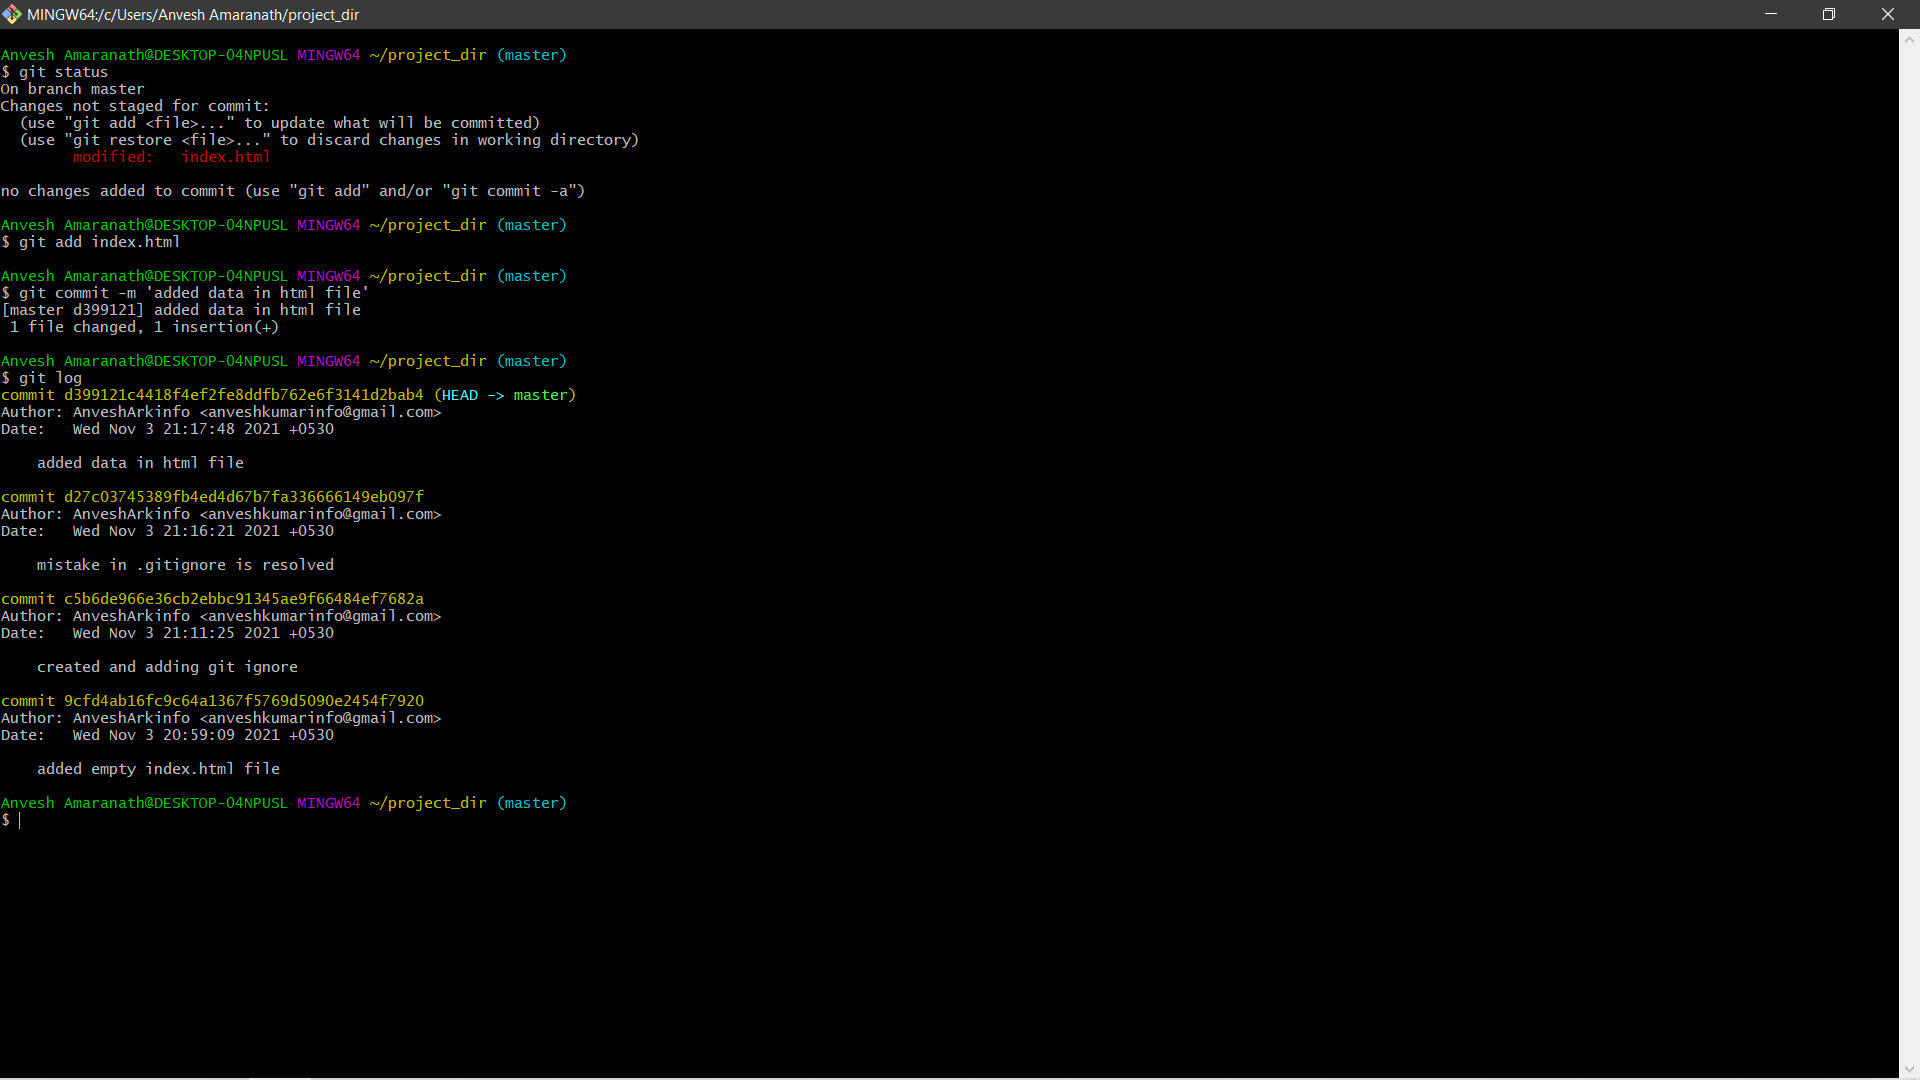 MINGW64:/c/Users/Anvesh Amaranath/project_dir
Anvesh Amaranath@DESKTOP-O4NPUSL MINGW64 ~/project_dir (master)
$ git status
On branch master
Changes not staged for commit:
  (use "git add <file>..." to update what will be committed)
  (use "git restore <file>..." to discard changes in working directory)
        modified:   index.html
no changes added to commit (use "git add" and/or "git commit -a")
Anvesh Amaranath@DESKTOP-O4NPUSL MINGW64 ~/project_dir (master)
$ git add index.html
Anvesh Amaranath@DESKTOP-O4NPUSL MINGW64 ~/project_dir (master)
$ git commit -m 'added data in html file'
[master d399121] added data in html file
 1 file changed, 1 insertion(+)
Anvesh Amaranath@DESKTOP-O4NPUSL MINGW64 ~/project_dir (master)
$ git log
commit d399121c4418f4ef2fe8ddfb762e6f3141d2bab4 (HEAD -> master)
Author: AnveshArkinfo <anveshkumarinfo@gmail.com>
Date:   Wed Nov 3 21:17:48 2021 +0530
    added data in html file
commit d27c03745389fb4ed4d67b7fa336666149eb097f
Author: AnveshArkinfo <anveshkumarinfo@gmail.com>
Date:   Wed Nov 3 21:16:21 2021 +0530
    mistake in .gitignore is resolved
commit c5b6de966e36cb2ebbc91345ae9f66484ef7682a
Author: AnveshArkinfo <anveshkumarinfo@gmail.com>
Date:   Wed Nov 3 21:11:25 2021 +0530
    created and adding git ignore
commit 9cfd4ab16fc9c64a1367f5769d5090e2454f7920
Author: AnveshArkinfo <anveshkumarinfo@gmail.com>
Date:   Wed Nov 3 20:59:09 2021 +0530
    added empty index.html file
Anvesh Amaranath@DESKTOP-O4NPUSL MINGW64 ~/project_dir (master)
$